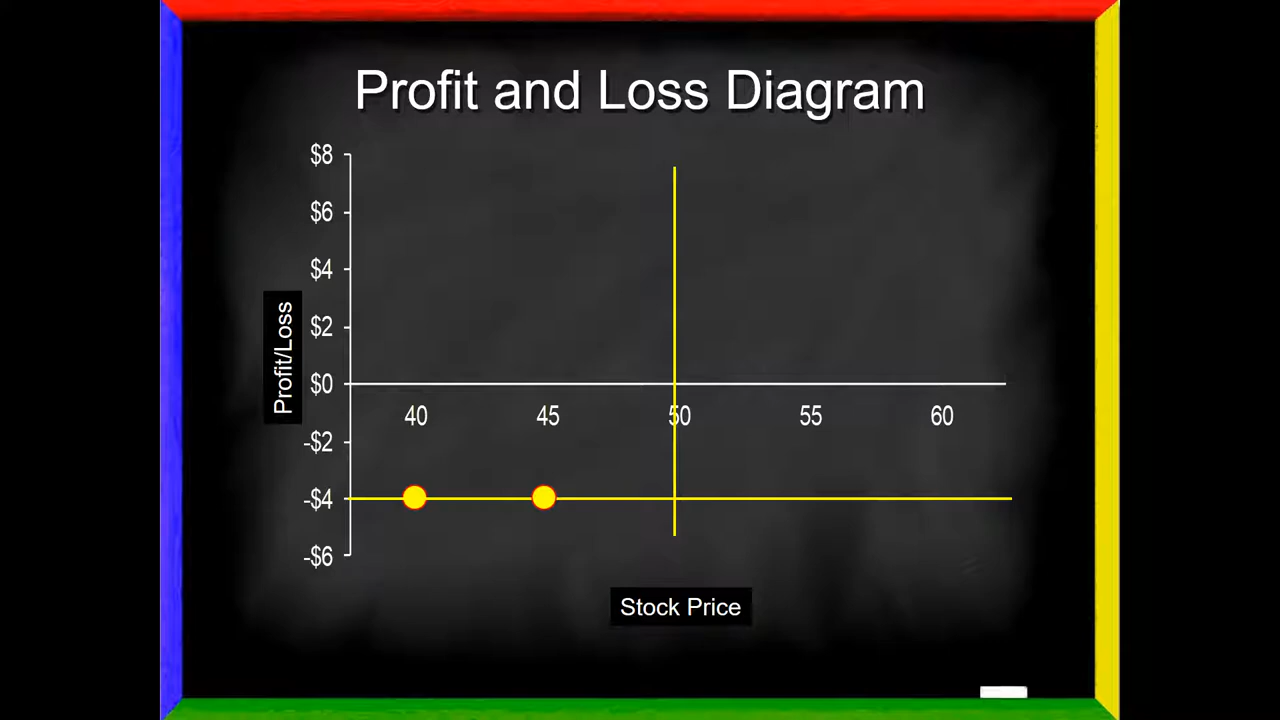 Profit and Loss Diagram
$8
$6
$4
$2
$0
-$2
-$4
-$6
Profit/Loss
40 45 50 55 60
Stock Price